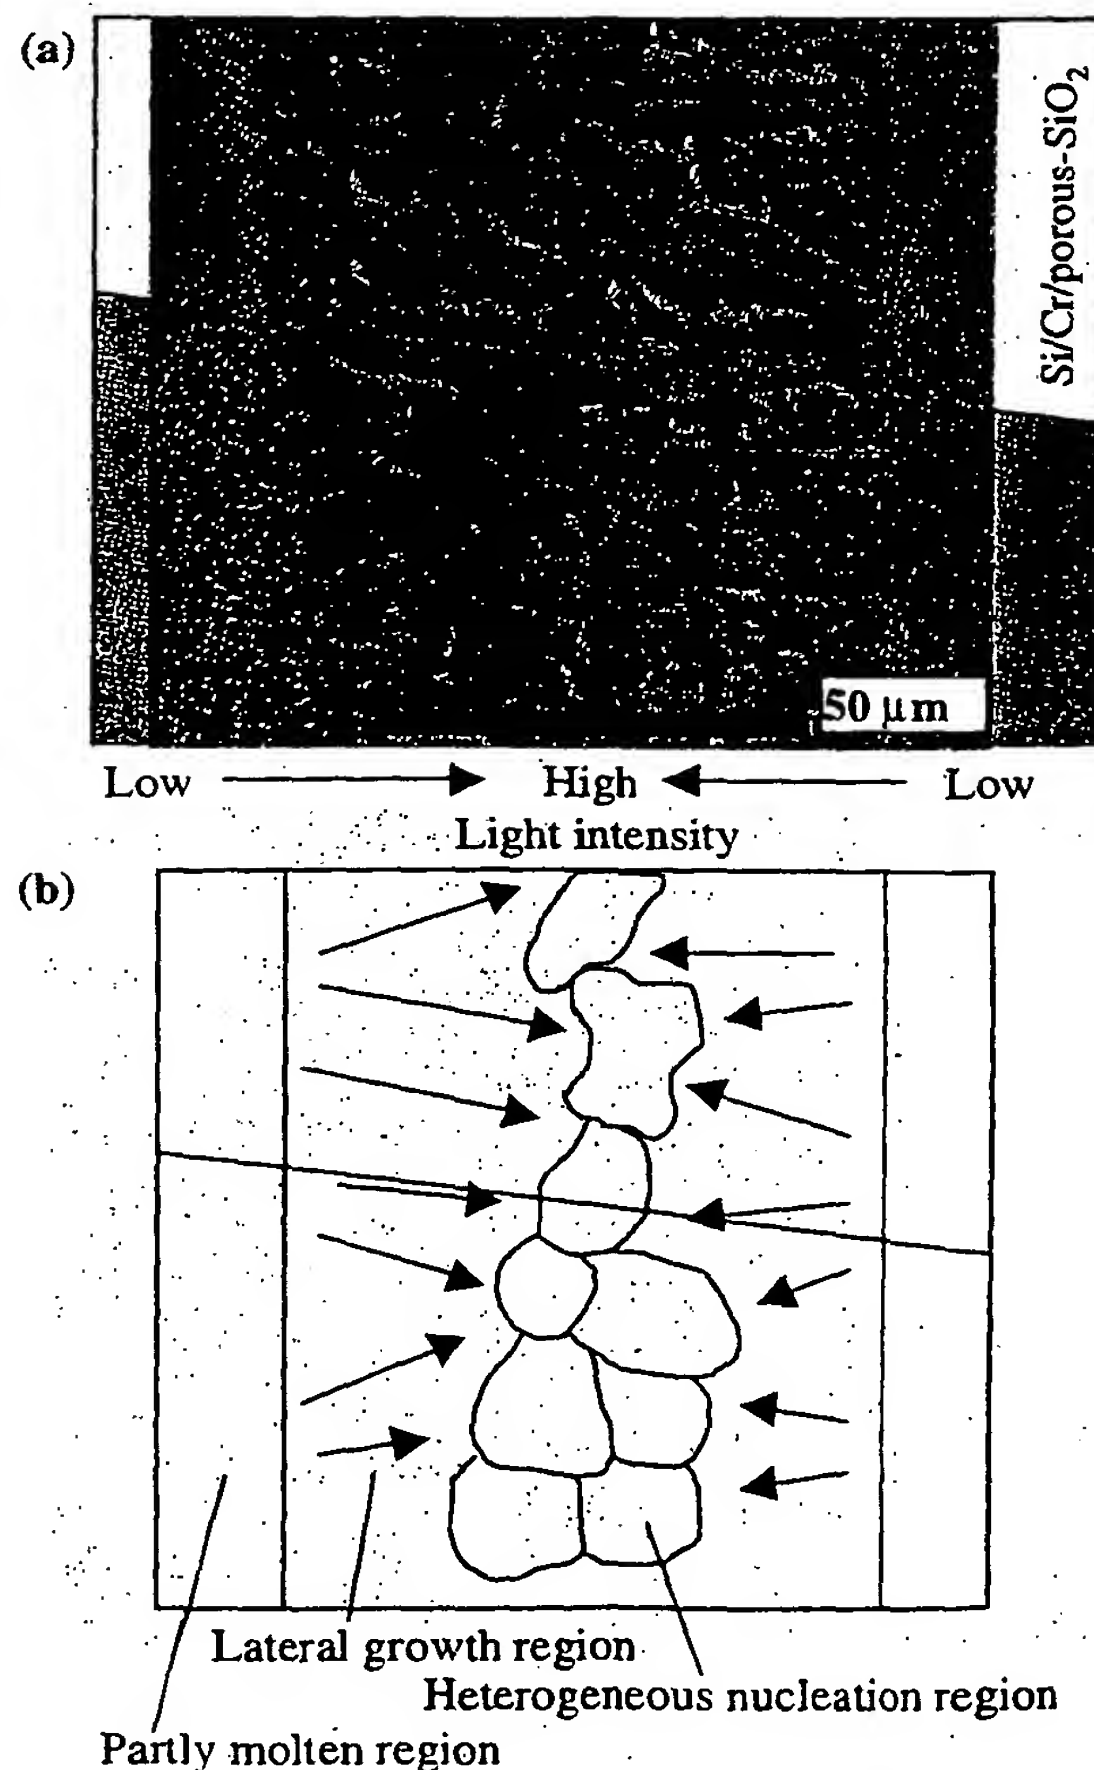 (a)
Si/Cr/porous-SiO₂
50 μm
Low High Low
Light intensity
(b)
Lateral growth region
Heterogeneous nucleation region
Partly molten region